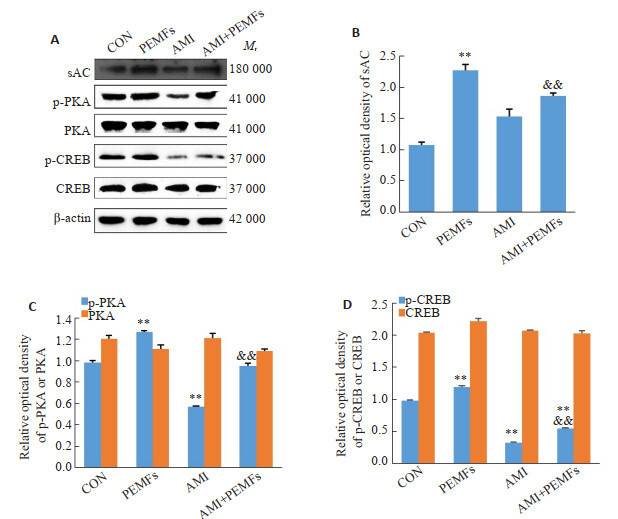 A
CON PEMFs AMI AMI+PEMFs Mr
sAC 180 000
p-PKA 41 000
PKA 41 000
p-CREB 37 000
CREB 37 000
β-actin 42 000
B
Relative optical density of sAC
2.5
2.0
1.5
1.0
0.5
0.0
**
&&
CON PEMFs AMI AMI+PEMFs
C
p-PKA
PKA
Relative optical density
of p-PKA or PKA
1.4
1.2
1.0
0.8
0.6
0.4
0.2
0.0
**
**
&&
CON PEMFs AMI AMI+PEMFs
D
p-CREB
CREB
Relative optical density
of p-CREB or CREB
2.5
2.0
1.5
1.0
0.5
0.0
**
**
**
&&
CON PEMFs AMI AMI+PEMFs